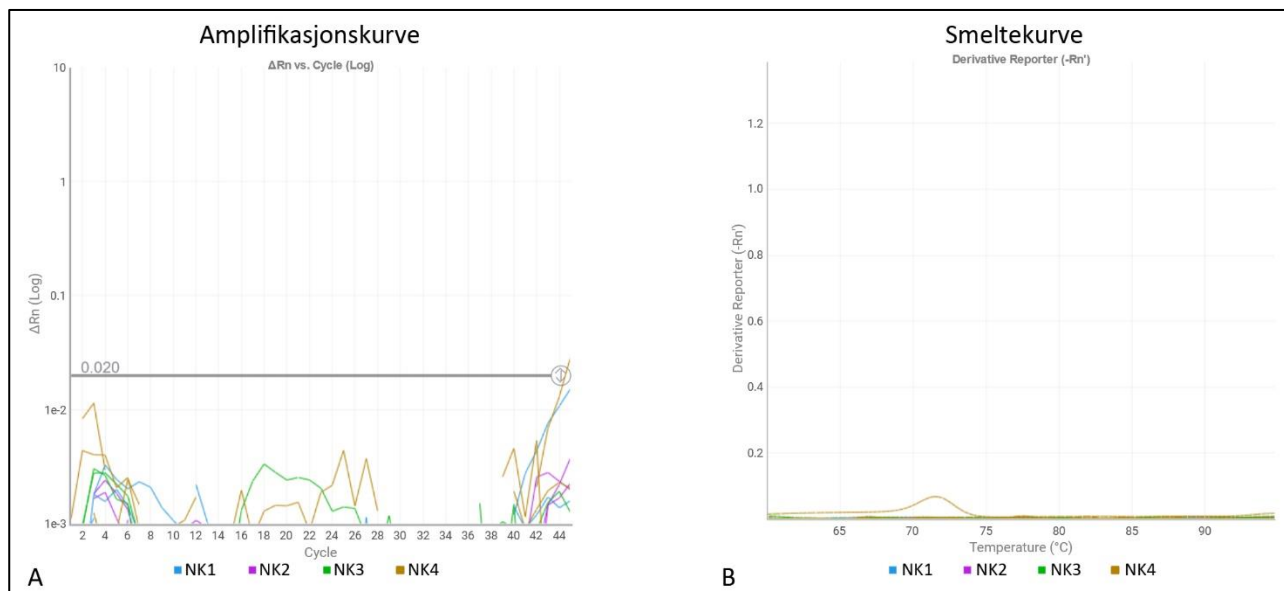 Amplifikasjonskurve
ΔRn vs. Cycle (Log)
10
1
0.1
1e-2
1e-3
ΔRn (Log)
0.020
2 4 6 8 10 12 14 16 18 20 22 24 26 28 30 32 34 36 38 40 42 44
Cycle
NK1 NK2 NK3 NK4
A
Smeltekurve
Derivative Reporter (-Rn')
1.2
1.0
0.8
0.6
0.4
0.2
Derivative Reporter (-Rn')
65 70 75 80 85 90
Temperature (°C)
NK1 NK2 NK3 NK4
B